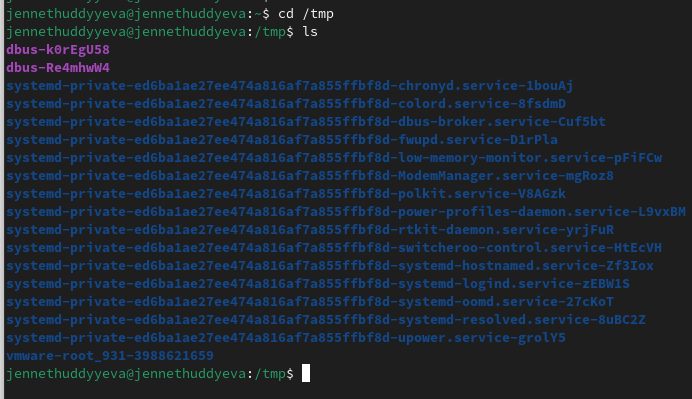 jennethuddyyeva@jennethuddyeva:~$ cd /tmp
jennethuddyyeva@jennethuddyeva:/tmp$ ls
dbus-k0rEgU58
dbus-Re4mhwW4
systemd-private-ed6ba1ae27ee474a816af7a855ffbf8d-chronyd.service-1bouAj
systemd-private-ed6ba1ae27ee474a816af7a855ffbf8d-colord.service-8fsdmD
systemd-private-ed6ba1ae27ee474a816af7a855ffbf8d-dbus-broker.service-Cuf5bt
systemd-private-ed6ba1ae27ee474a816af7a855ffbf8d-fwupd.service-D1rPla
systemd-private-ed6ba1ae27ee474a816af7a855ffbf8d-low-memory-monitor.service-pFiFCw
systemd-private-ed6ba1ae27ee474a816af7a855ffbf8d-ModemManager.service-mgRoz8
systemd-private-ed6ba1ae27ee474a816af7a855ffbf8d-polkit.service-V8AGzk
systemd-private-ed6ba1ae27ee474a816af7a855ffbf8d-power-profiles-daemon.service-L9vxBM
systemd-private-ed6ba1ae27ee474a816af7a855ffbf8d-rtkit-daemon.service-yrjFuR
systemd-private-ed6ba1ae27ee474a816af7a855ffbf8d-switcheroo-control.service-HtEcVH
systemd-private-ed6ba1ae27ee474a816af7a855ffbf8d-systemd-hostnamed.service-Zf3Iox
systemd-private-ed6ba1ae27ee474a816af7a855ffbf8d-systemd-logind.service-zEBW1S
systemd-private-ed6ba1ae27ee474a816af7a855ffbf8d-systemd-oomd.service-27cKoT
systemd-private-ed6ba1ae27ee474a816af7a855ffbf8d-systemd-resolved.service-8uBC2Z
systemd-private-ed6ba1ae27ee474a816af7a855ffbf8d-upower.service-grolY5
vmware-root_931-3988621659
jennethuddyyeva@jennethuddyeva:/tmp$